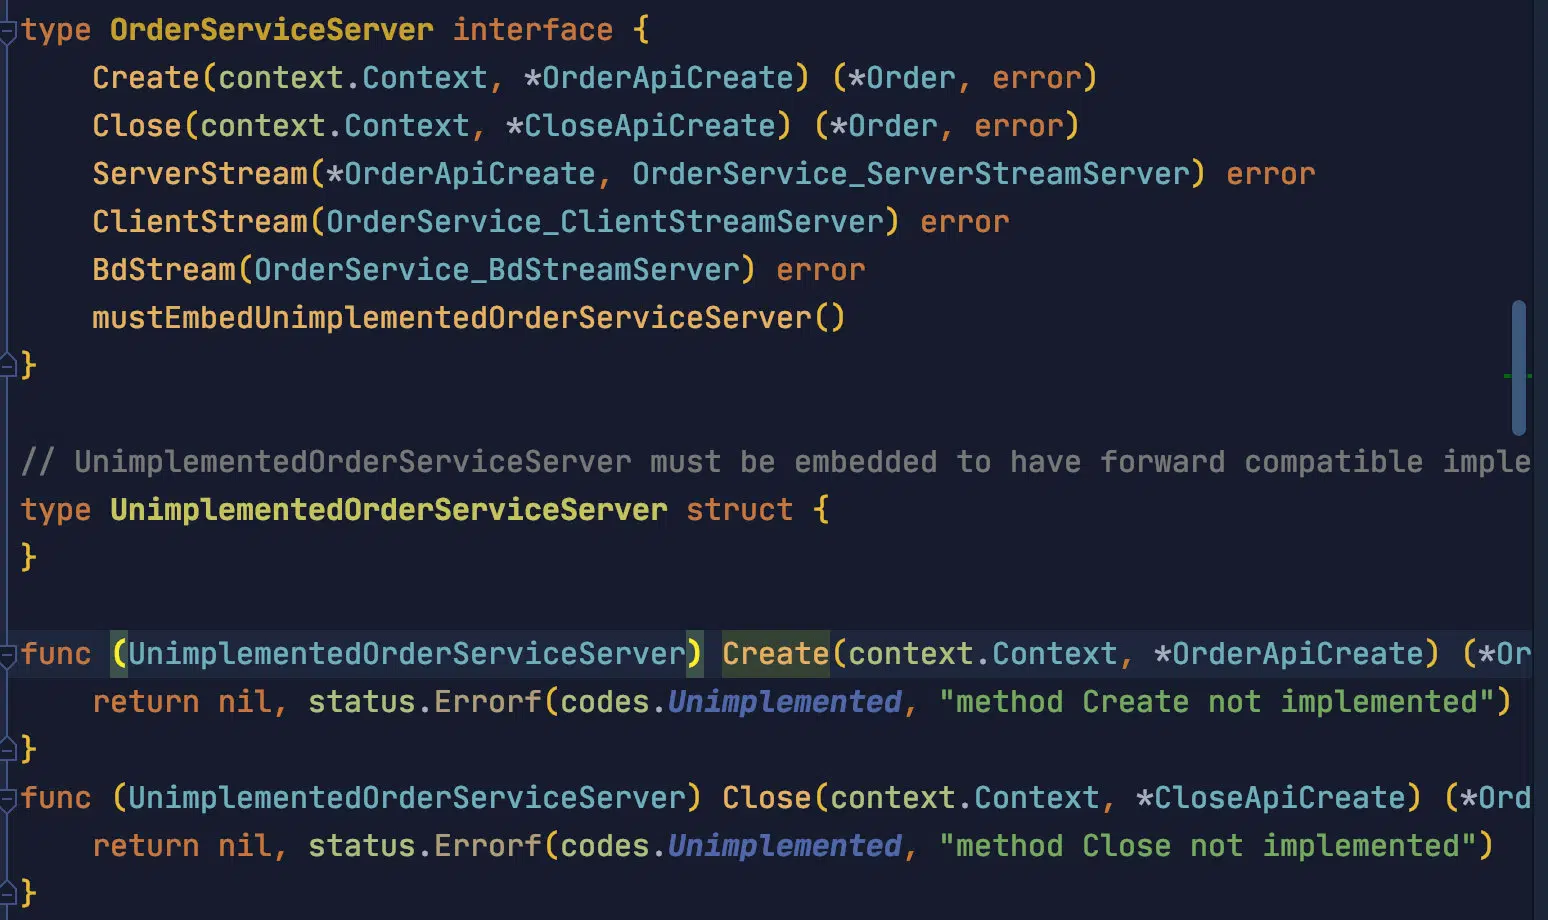 type OrderServiceServer interface {
    Create(context.Context, *OrderApiCreate) (*Order, error)
    Close(context.Context, *CloseApiCreate) (*Order, error)
    ServerStream(*OrderApiCreate, OrderService_ServerStreamServer) error
    ClientStream(OrderService_ClientStreamServer) error
    BdStream(OrderService_BdStreamServer) error
    mustEmbedUnimplementedOrderServiceServer()
}
// UnimplementedOrderServiceServer must be embedded to have forward compatible imple
type UnimplementedOrderServiceServer struct {
}
func (UnimplementedOrderServiceServer) Create(context.Context, *OrderApiCreate) (*Or
    return nil, status.Errorf(codes.Unimplemented, "method Create not implemented")
}
func (UnimplementedOrderServiceServer) Close(context.Context, *CloseApiCreate) (*Ord
    return nil, status.Errorf(codes.Unimplemented, "method Close not implemented")
}